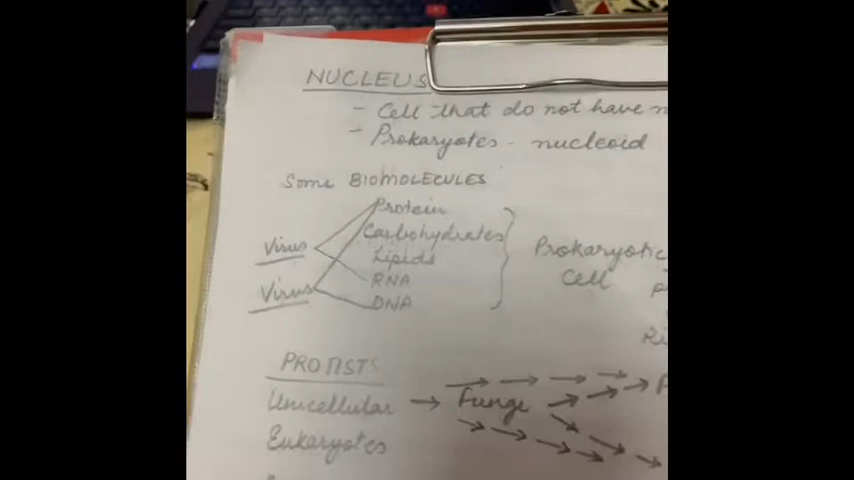 NUCLEUS
- Cell that do not have
- Prokaryotes - nucleoid
Some BIOMOLECULES
Protein
Carbohydrates
Virus
Lipids
Prokaryotic
Cell
RNA
Virus
DNA
PROTISTS
Unicellular → Fungi
Eukaryotes